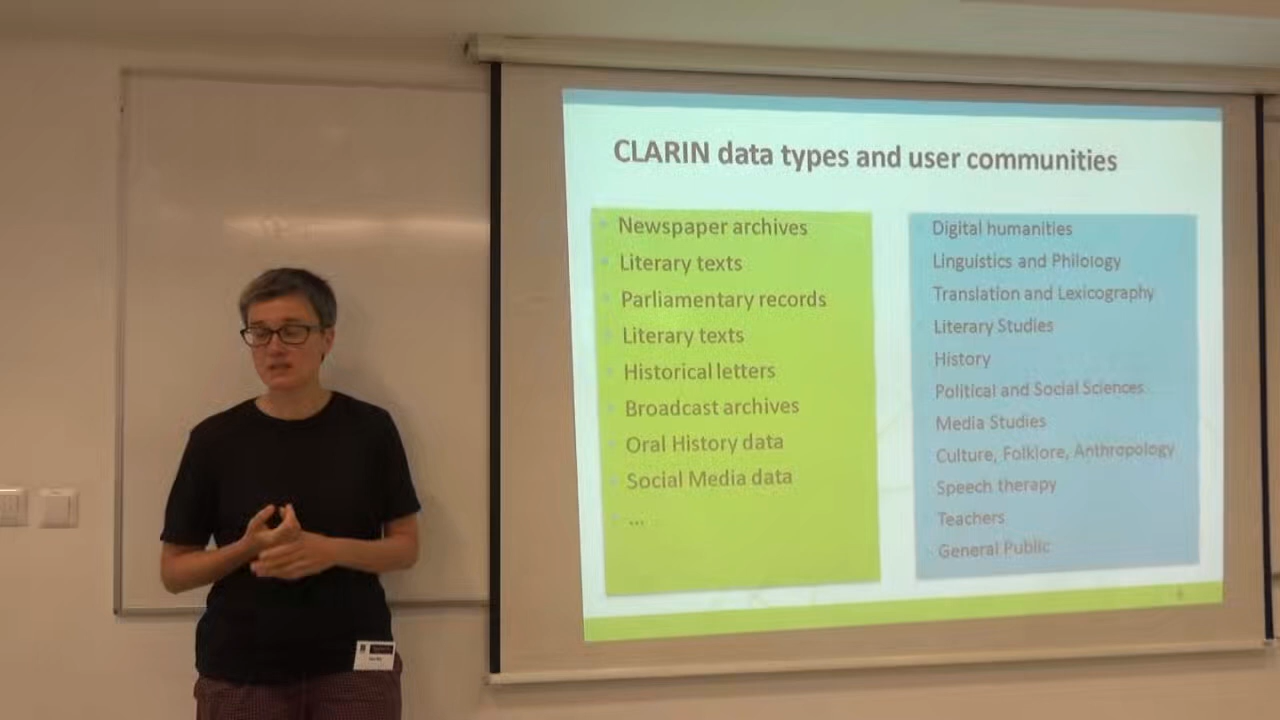 CLARIN data types and user communities
Newspaper archives
Literary texts
Parliamentary records
Literary texts
Historical letters
Broadcast archives
Oral History data
Social Media data
...
Digital humanities
Linguistics and Philology
Translation and Lexicography
Literary Studies
History
Political and Social Sciences
Media Studies
Culture, Folklore, Anthropology
Speech therapy
Teachers
General Public